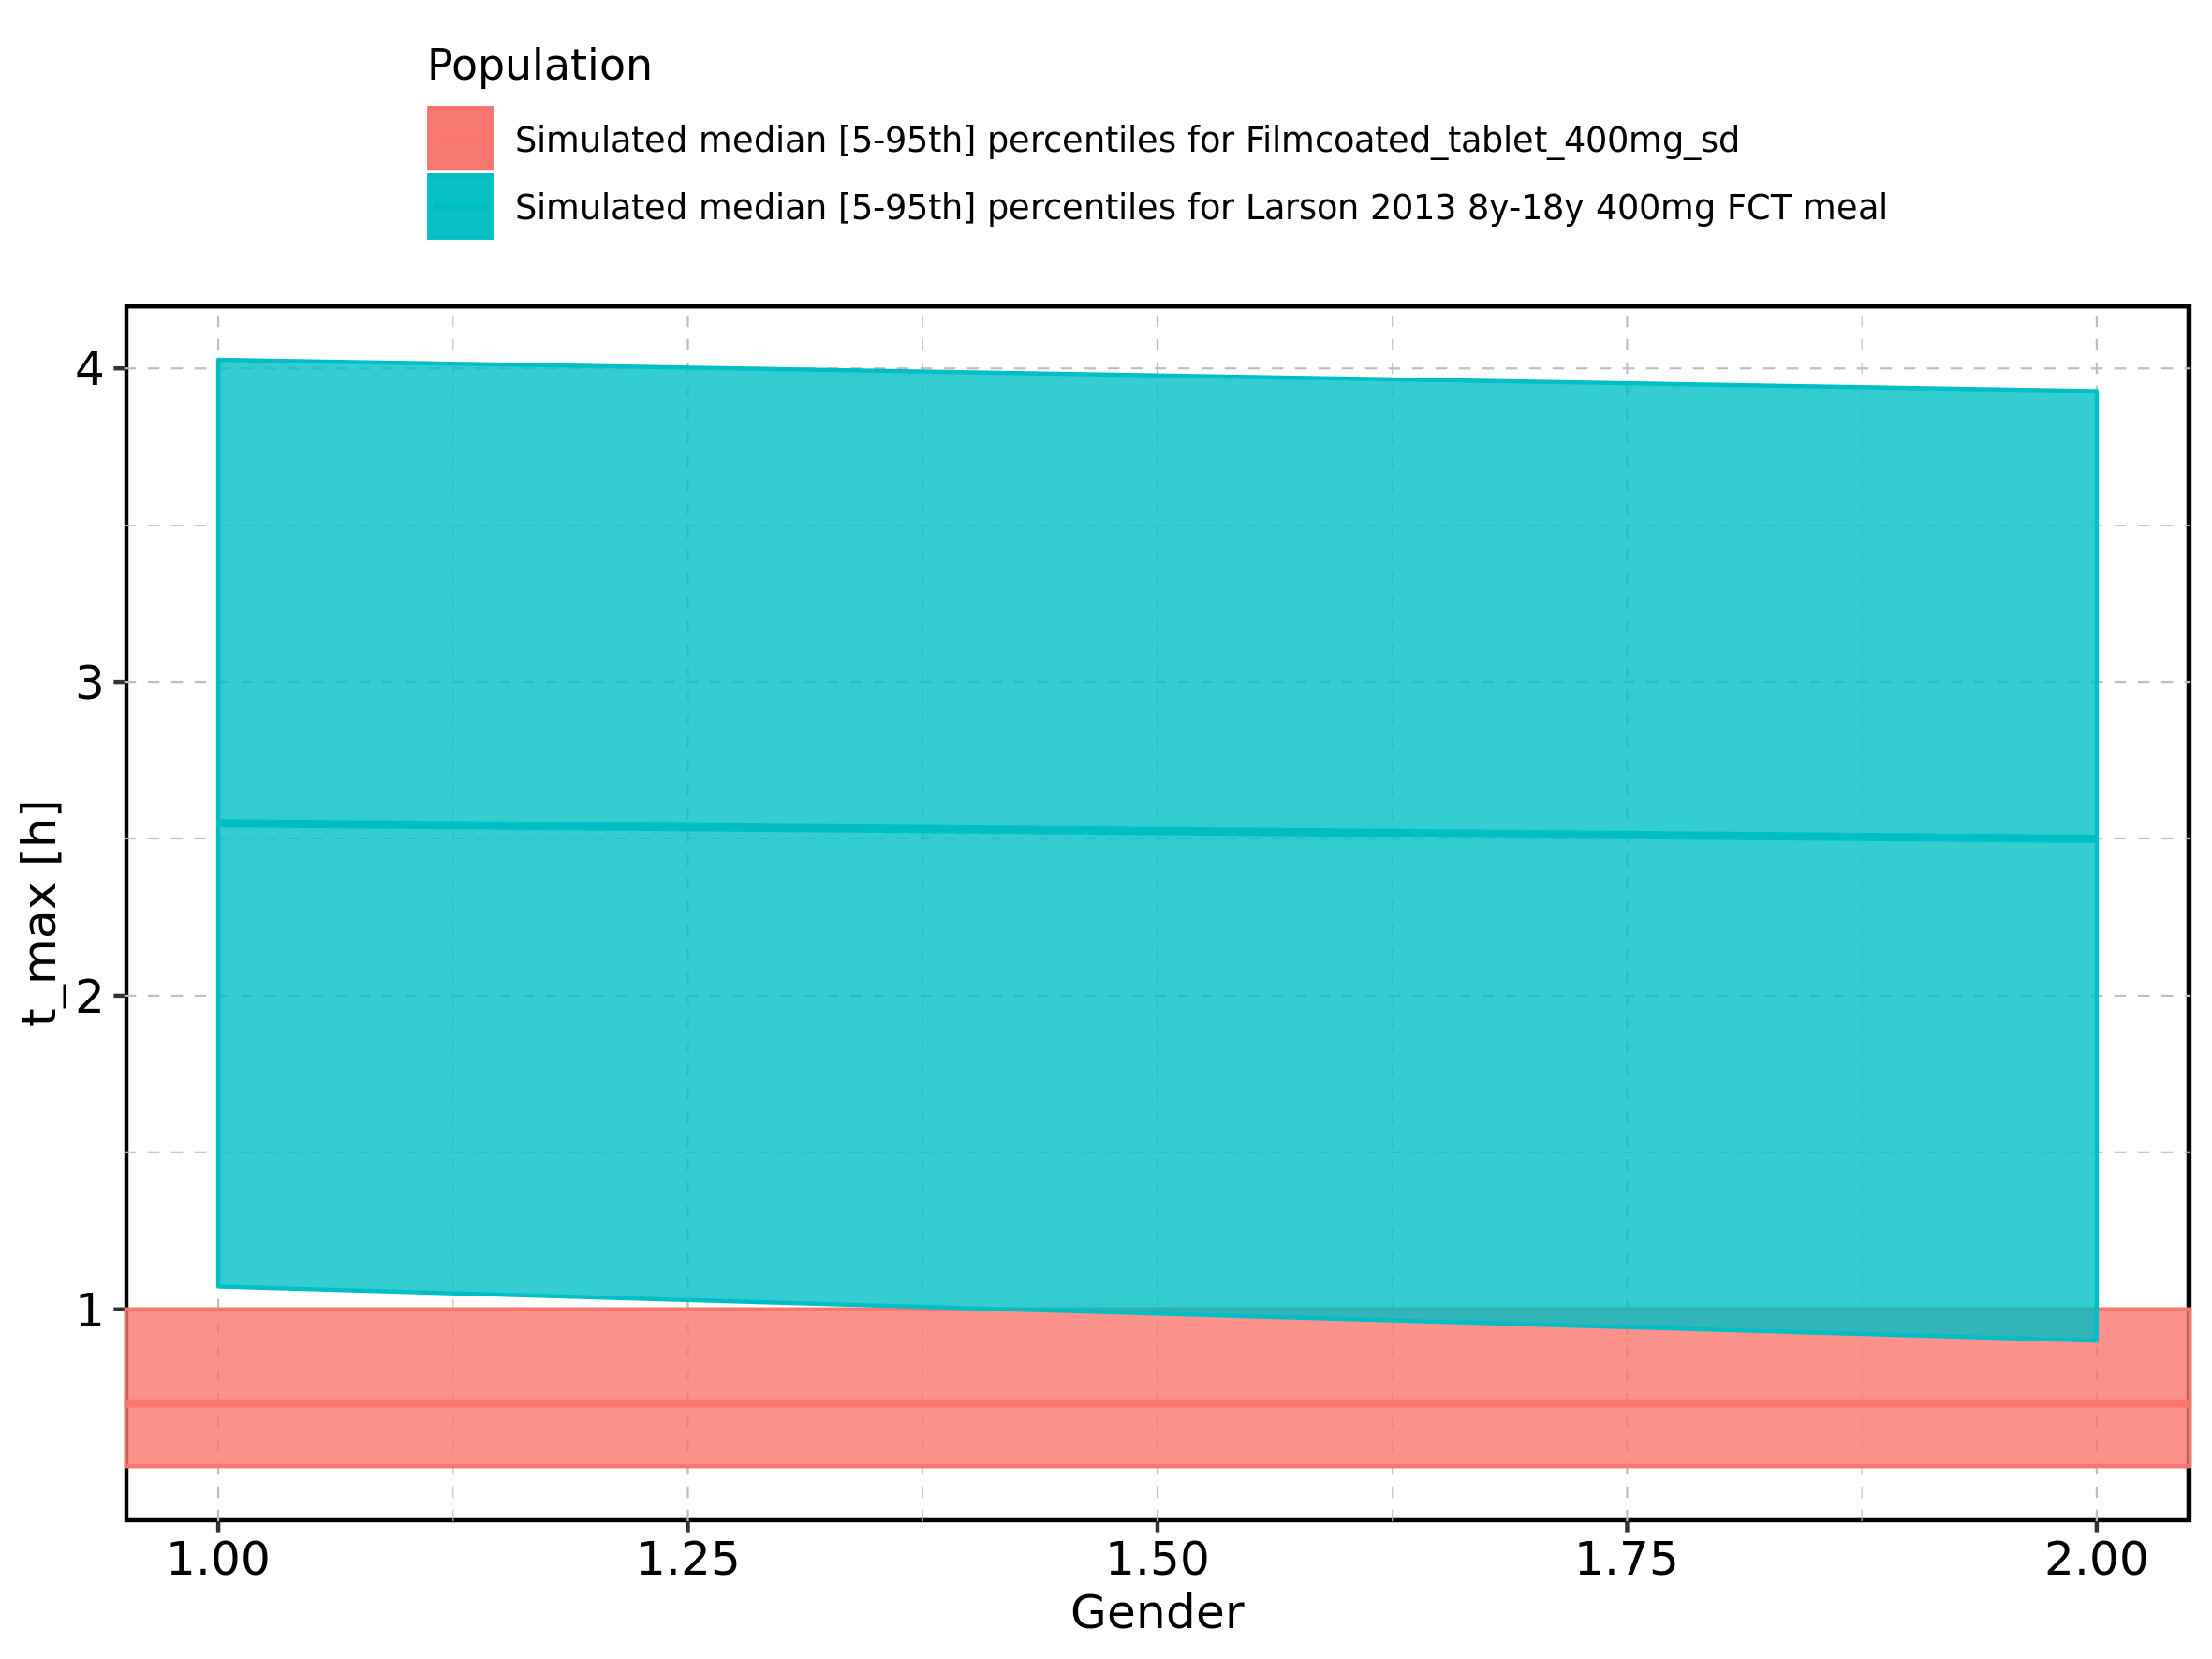 Population
Simulated median [5-95th] percentiles for Filmcoated_tablet_400mg_sd
Simulated median [5-95th] percentiles for Larson 2013 8y-18y 400mg FCT meal
4
3
2
1
t_max [h]
1.00 1.25 1.50 1.75 2.00
Gender